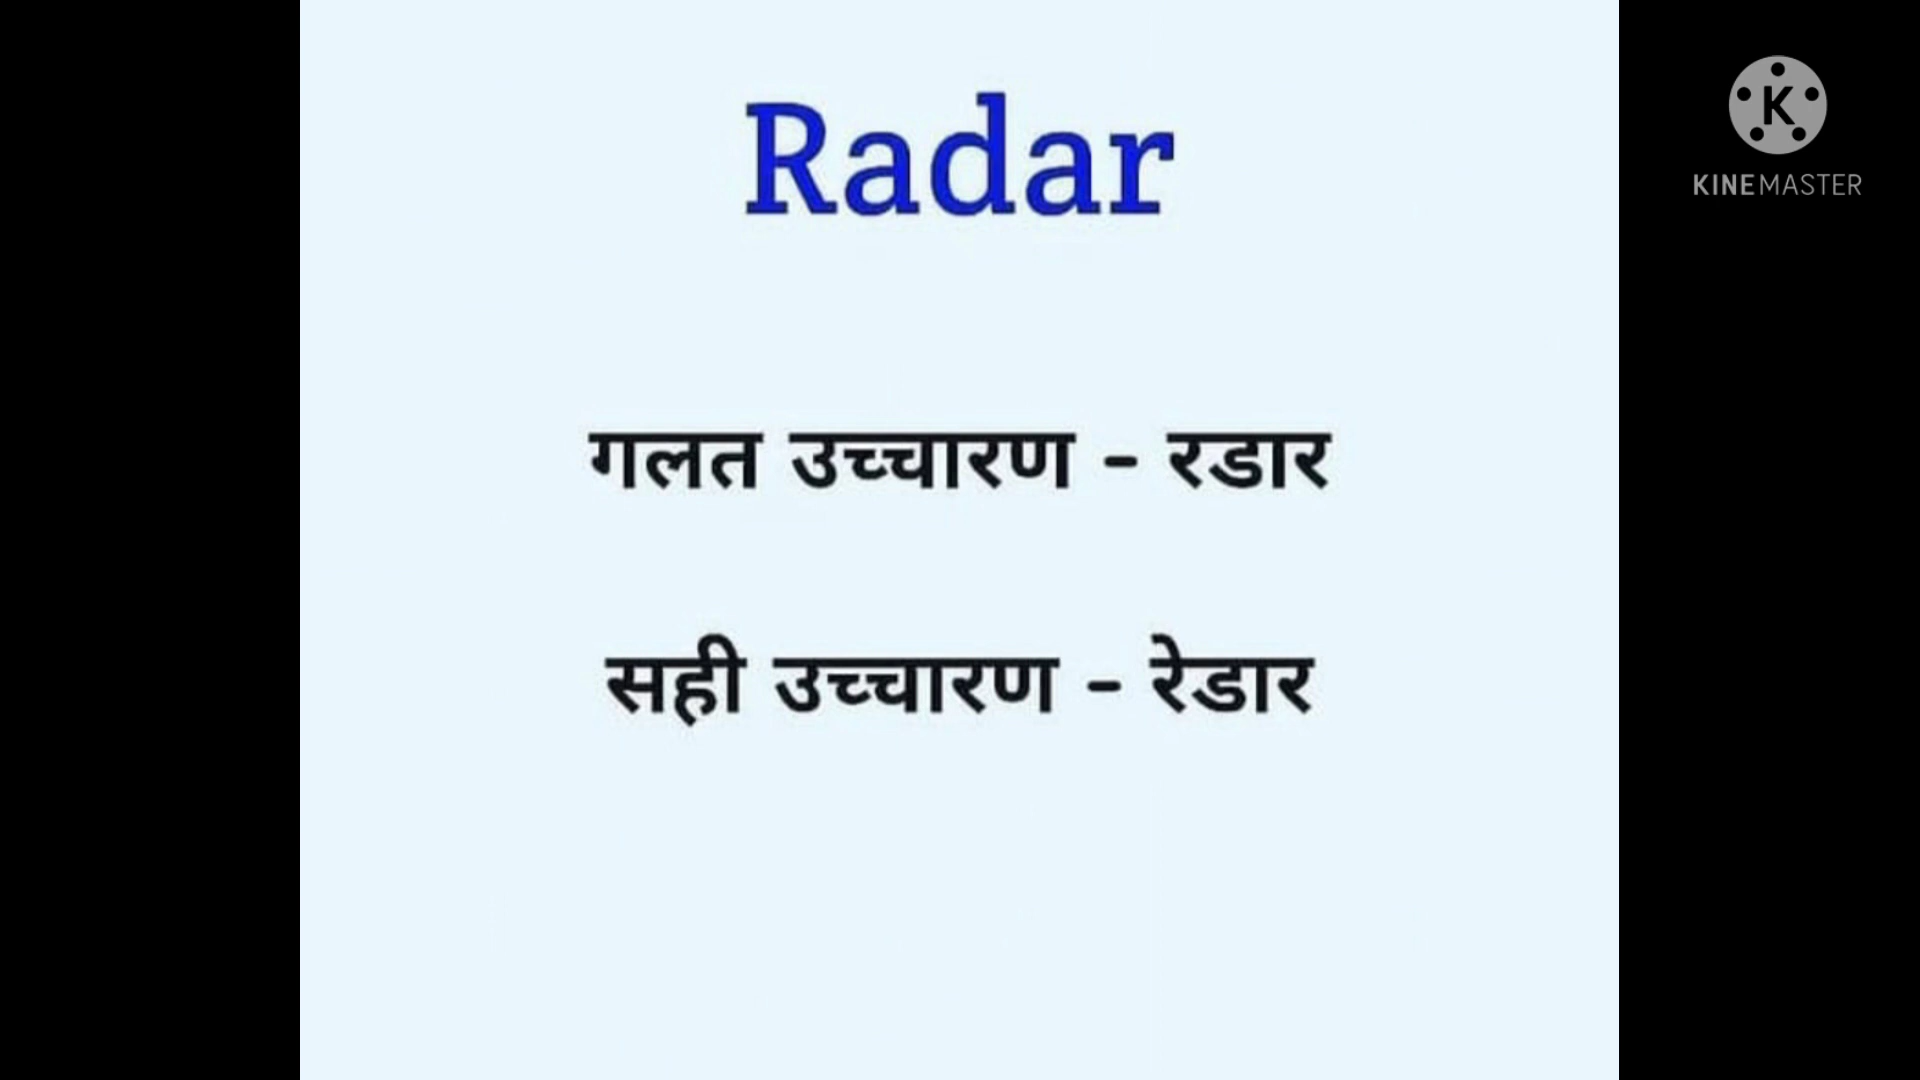 Radar
गलत उच्चारण - रडार
सही उच्चारण - रेडार
K
KINEMASTER